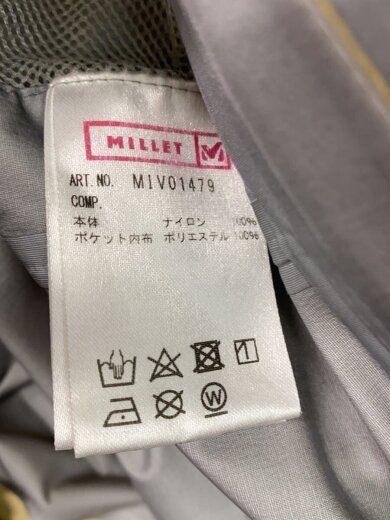 MILLET M
ART.NO. MIV01479
COMP.
本体 ナイロン 100%
ポケット内布 ポリエステル 100%
W